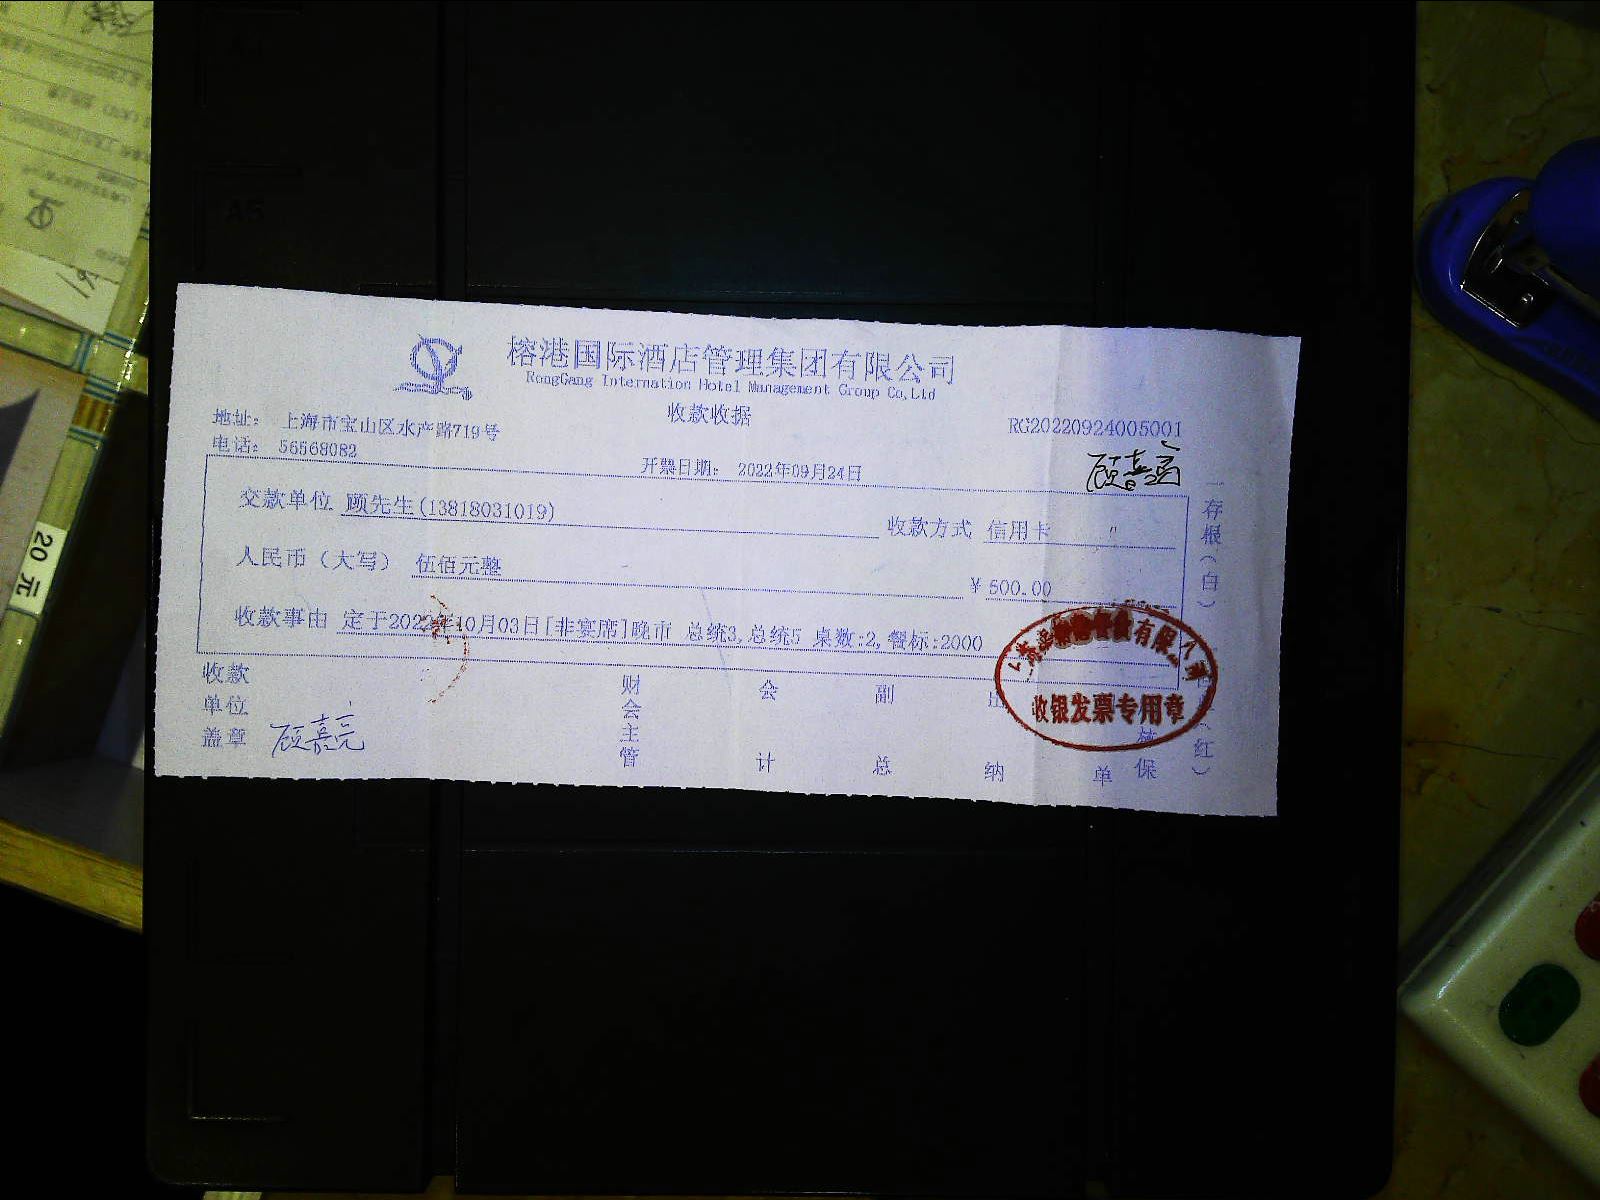 榕港国际酒店管理集团有限公司
RongGang Internation Hotel Management Group Co,Ltd
收款收据
地址： 上海市宝山区水产路719号
RG20220924005001
电话： 56568082
开票日期： 2022年09月24日
顾嘉亮
交款单位 顾先生(13818031019)
收款方式 信用卡 〃
人民币（大写） 伍佰元整
￥500.00
收款事由 定于2022年10月03日[非宴席]晚市 总统3,总统5 桌数:2,餐标:2000
一存根(白)
(红)
收银发票专用章
收款单位盖章 顾嘉亮
财会主管
会计
副总
出纳
单
保
20元
A5